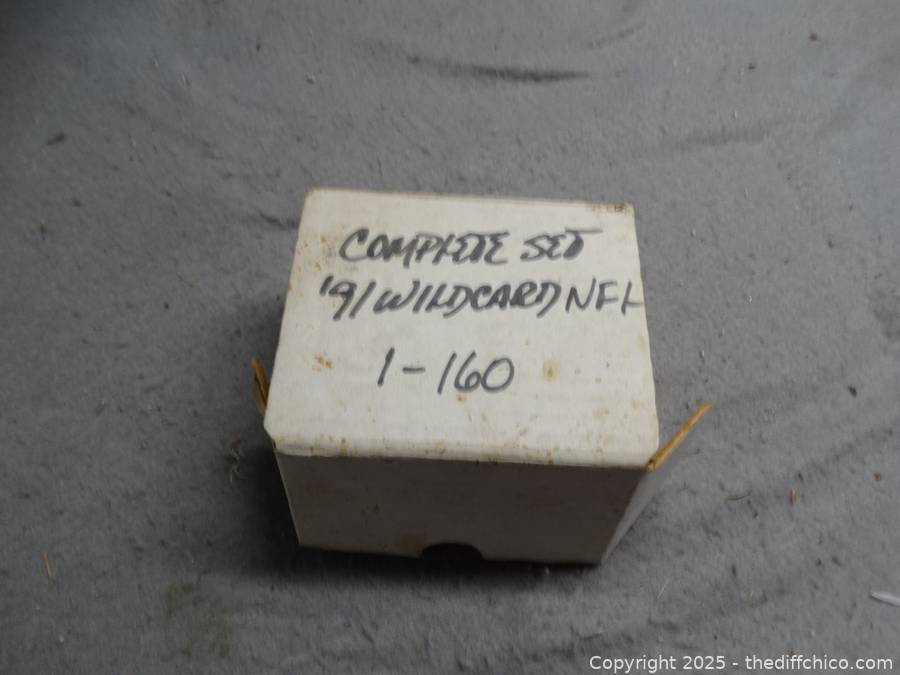 COMPLETE SET
'91 WILDCARD NFL
1-160
Copyright 2025 - thediffchico.com